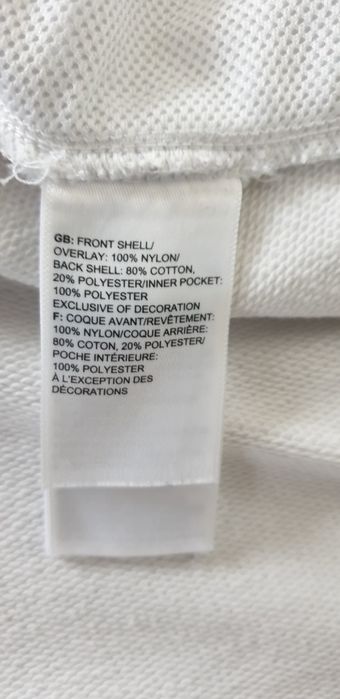 GB: FRONT SHELL/
OVERLAY: 100% NYLON/
BACK SHELL: 80% COTTON,
20% POLYESTER/INNER POCKET:
100% POLYESTER
EXCLUSIVE OF DECORATION
F: COQUE AVANT/REVÊTEMENT:
100% NYLON/COQUE ARRIÈRE:
80% COTON, 20% POLYESTER/
POCHE INTÉRIEURE:
100% POLYESTER
À L'EXCEPTION DES
DÉCORATIONS